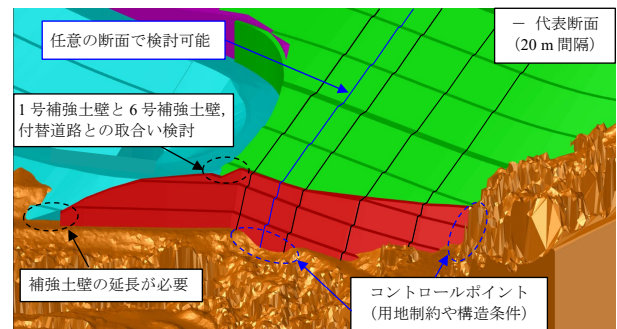 任意の断面で検討可能
― 代表断面
(20 m 間隔)
1 号補強土壁と 6 号補強土壁,
付替道路との取合い検討
補強土壁の延長が必要
コントロールポイント
(用地制約や構造条件)